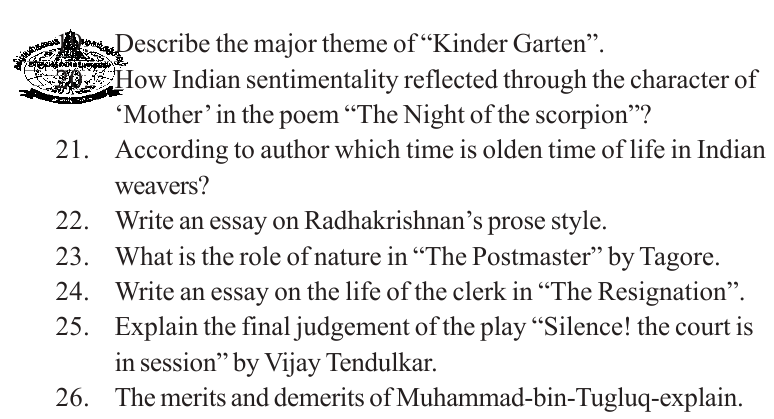 Describe the major theme of “Kinder Garten”.
How Indian sentimentality reflected through the character of
‘Mother’ in the poem “The Night of the scorpion”?
21. According to author which time is olden time of life in Indian
weavers?
22. Write an essay on Radhakrishnan’s prose style.
23. What is the role of nature in “The Postmaster” by Tagore.
24. Write an essay on the life of the clerk in “The Resignation”.
25. Explain the final judgement of the play “Silence! the court is
in session” by Vijay Tendulkar.
26. The merits and demerits of Muhammad-bin-Tugluq-explain.